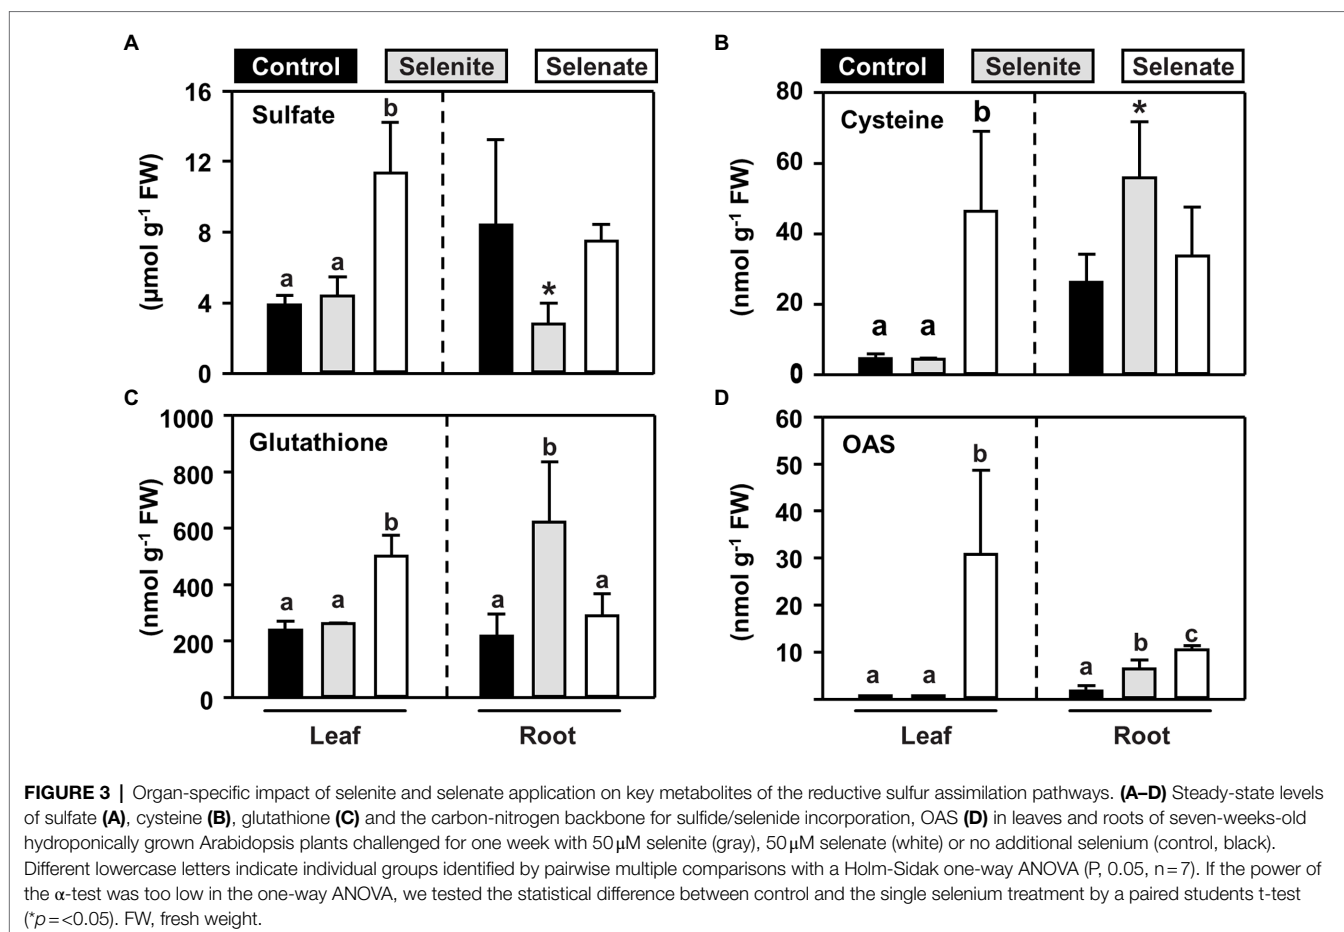 A
B
Control Selenite Selenate
Control Selenite Selenate
16
12
8
4
0
(µmol g-1 FW)
Sulfate
a a b
*
80
60
40
20
0
(nmol g-1 FW)
Cysteine
a a b
*
C
D
1000
800
600
400
200
0
(nmol g-1 FW)
Glutathione
a a b
a b a
Leaf Root
60
50
40
30
20
10
(nmol g-1 FW)
OAS
a a b
a b c
Leaf Root
FIGURE 3 | Organ-specific impact of selenite and selenate application on key metabolites of the reductive sulfur assimilation pathways. (A–D) Steady-state levels
of sulfate (A), cysteine (B), glutathione (C) and the carbon-nitrogen backbone for sulfide/selenide incorporation, OAS (D) in leaves and roots of seven-weeks-old
hydroponically grown Arabidopsis plants challenged for one week with 50 µM selenite (gray), 50 µM selenate (white) or no additional selenium (control, black).
Different lowercase letters indicate individual groups identified by pairwise multiple comparisons with a Holm-Sidak one-way ANOVA (P, 0.05, n = 7). If the power of
the α-test was too low in the one-way ANOVA, we tested the statistical difference between control and the single selenium treatment by a paired students t-test
(*p = <0.05). FW, fresh weight.